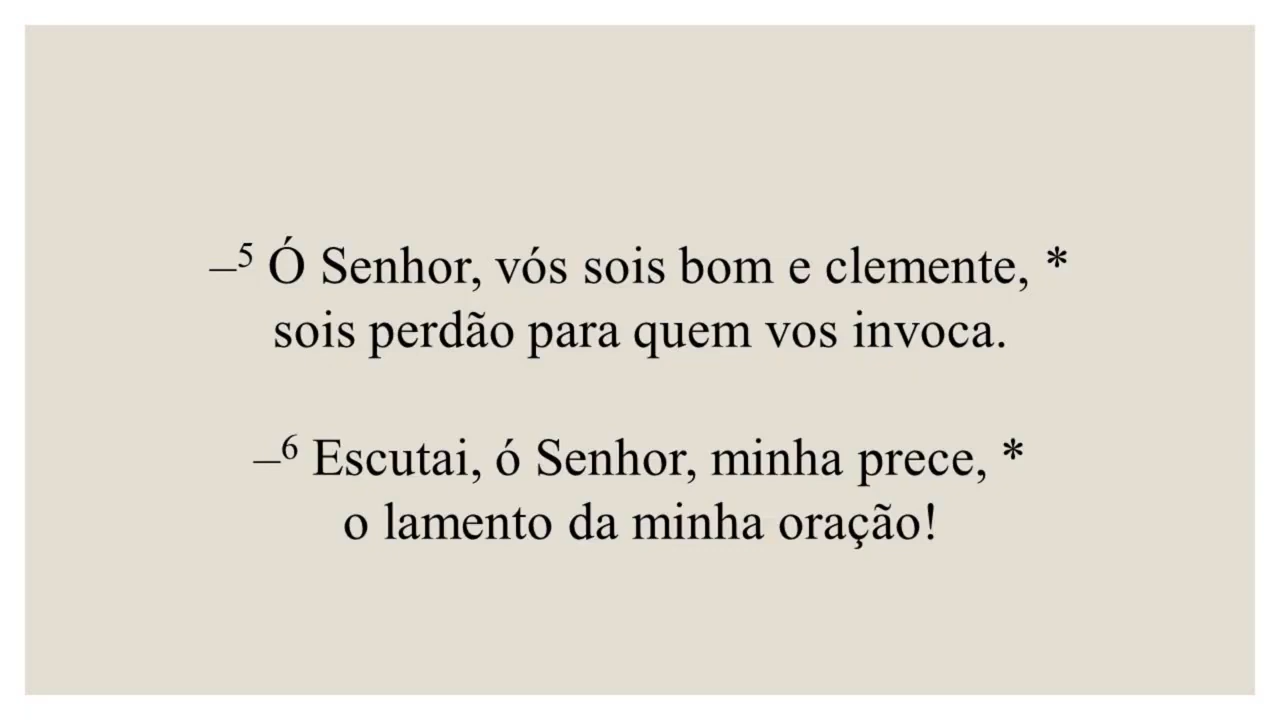 –⁵ Ó Senhor, vós sois bom e clemente, *
sois perdão para quem vos invoca.
–⁶ Escutai, ó Senhor, minha prece, *
o lamento da minha oração!